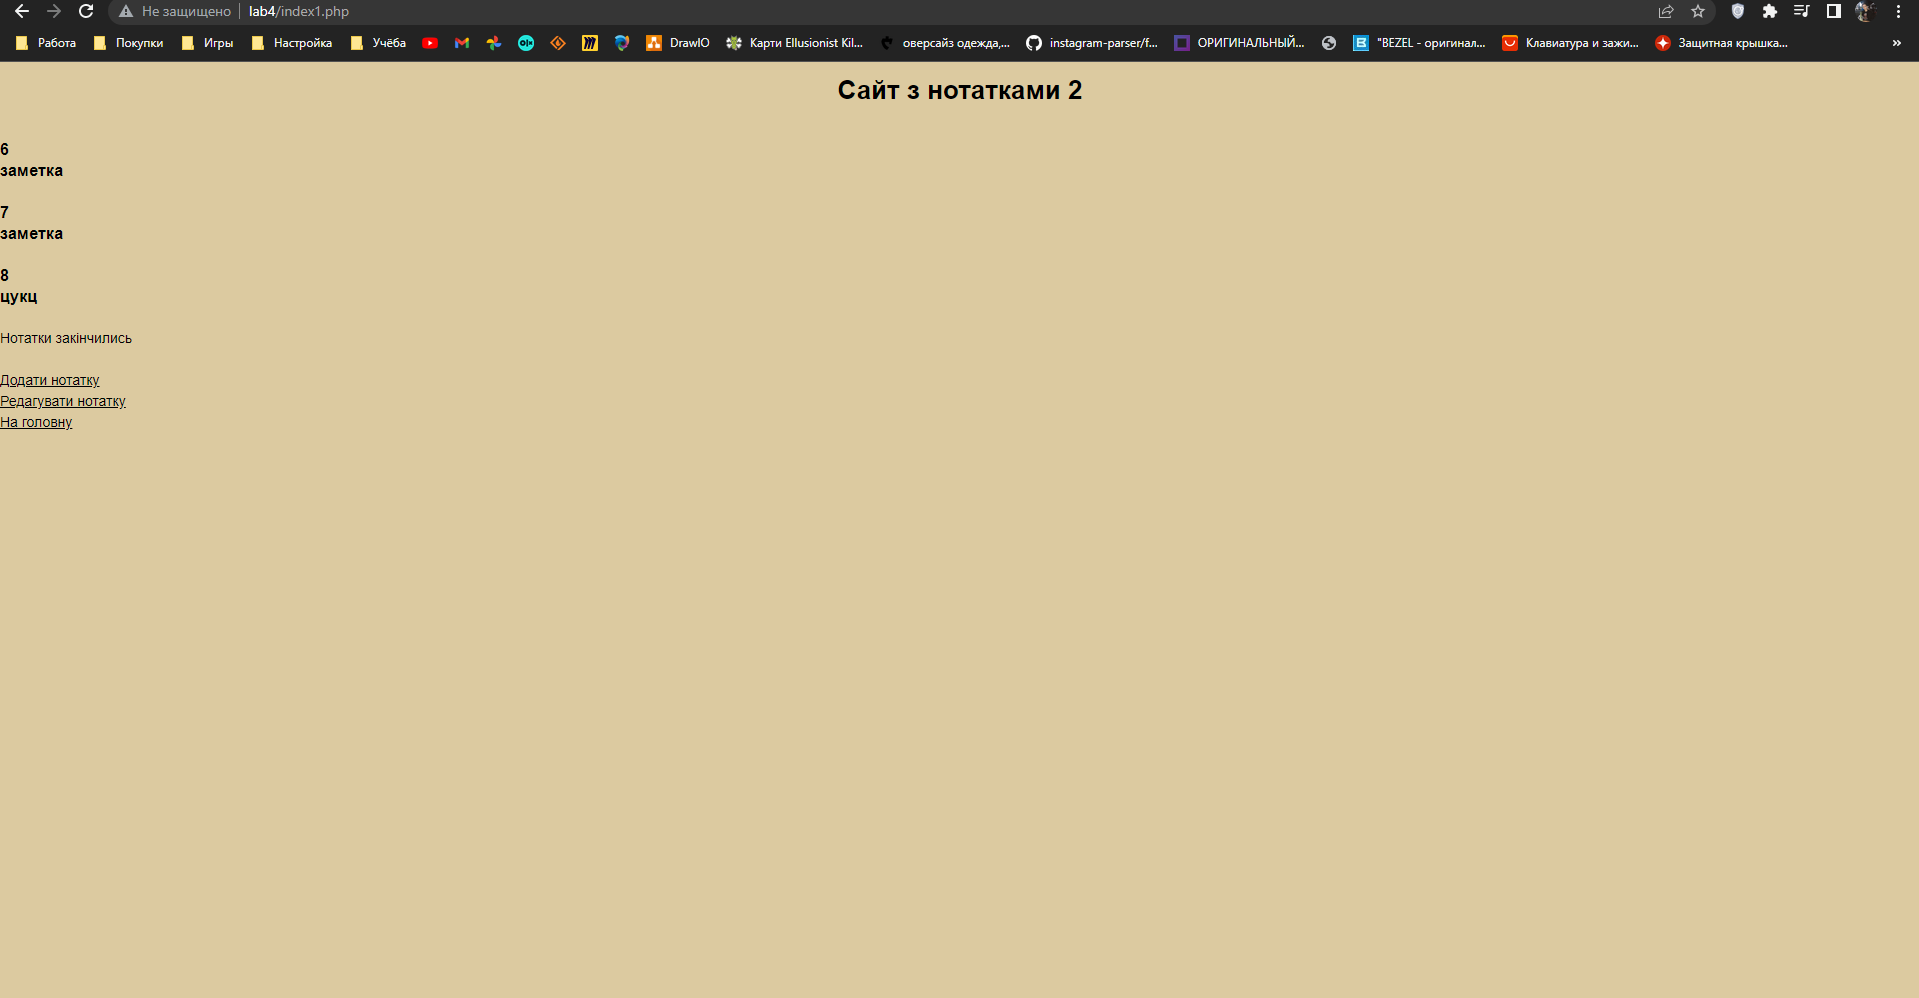 Не защищено lab4/index1.php
Работа Покупки Игры Настройка Учёба DrawIO Карти Ellusionist Kil... оверсайз одежда,... instagram-parser/f... ОРИГИНАЛЬНЫЙ... "BEZEL - оригинал... Клавиатура и зажи... Защитная крышка... »
Сайт з нотатками 2
6
заметка
7
заметка
8
цукц
Нотатки закінчились
Додати нотатку
Редагувати нотатку
На головну